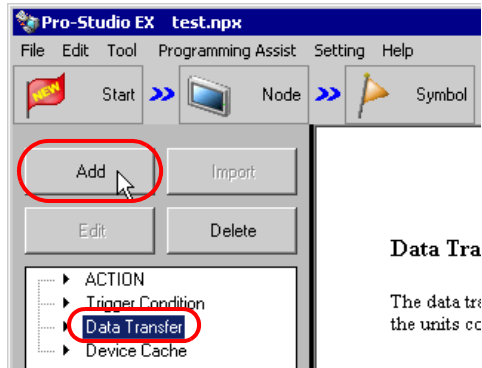 Pro-Studio EX test.npx
File Edit Tool Programming Assist Setting Help
NEW Start Node Symbol
Add Import
Edit Delete
ACTION
Trigger Condition
Data Transfer
Device Cache
Data Tra
The data tra
the units co